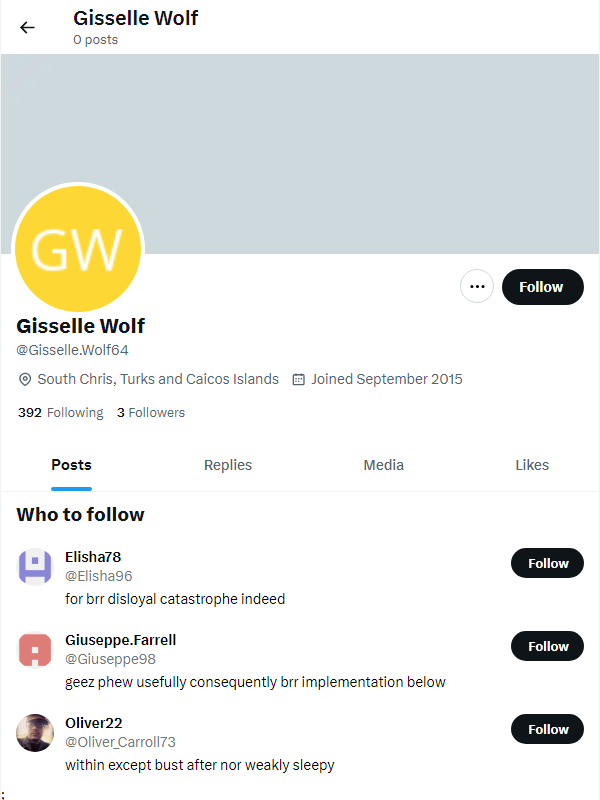 Gisselle Wolf
0 posts
GW
Follow
Gisselle Wolf
@Gisselle.Wolf64
South Chris, Turks and Caicos Islands Joined September 2015
392 Following 3 Followers
Posts Replies Media Likes
Who to follow
Elisha78
@Elisha96
Follow
for brr disloyal catastrophe indeed
Giuseppe.Farrell
@Giuseppe98
Follow
geez phew usefully consequently brr implementation below
Oliver22
@Oliver_Carroll73
Follow
within except bust after nor weakly sleepy
;